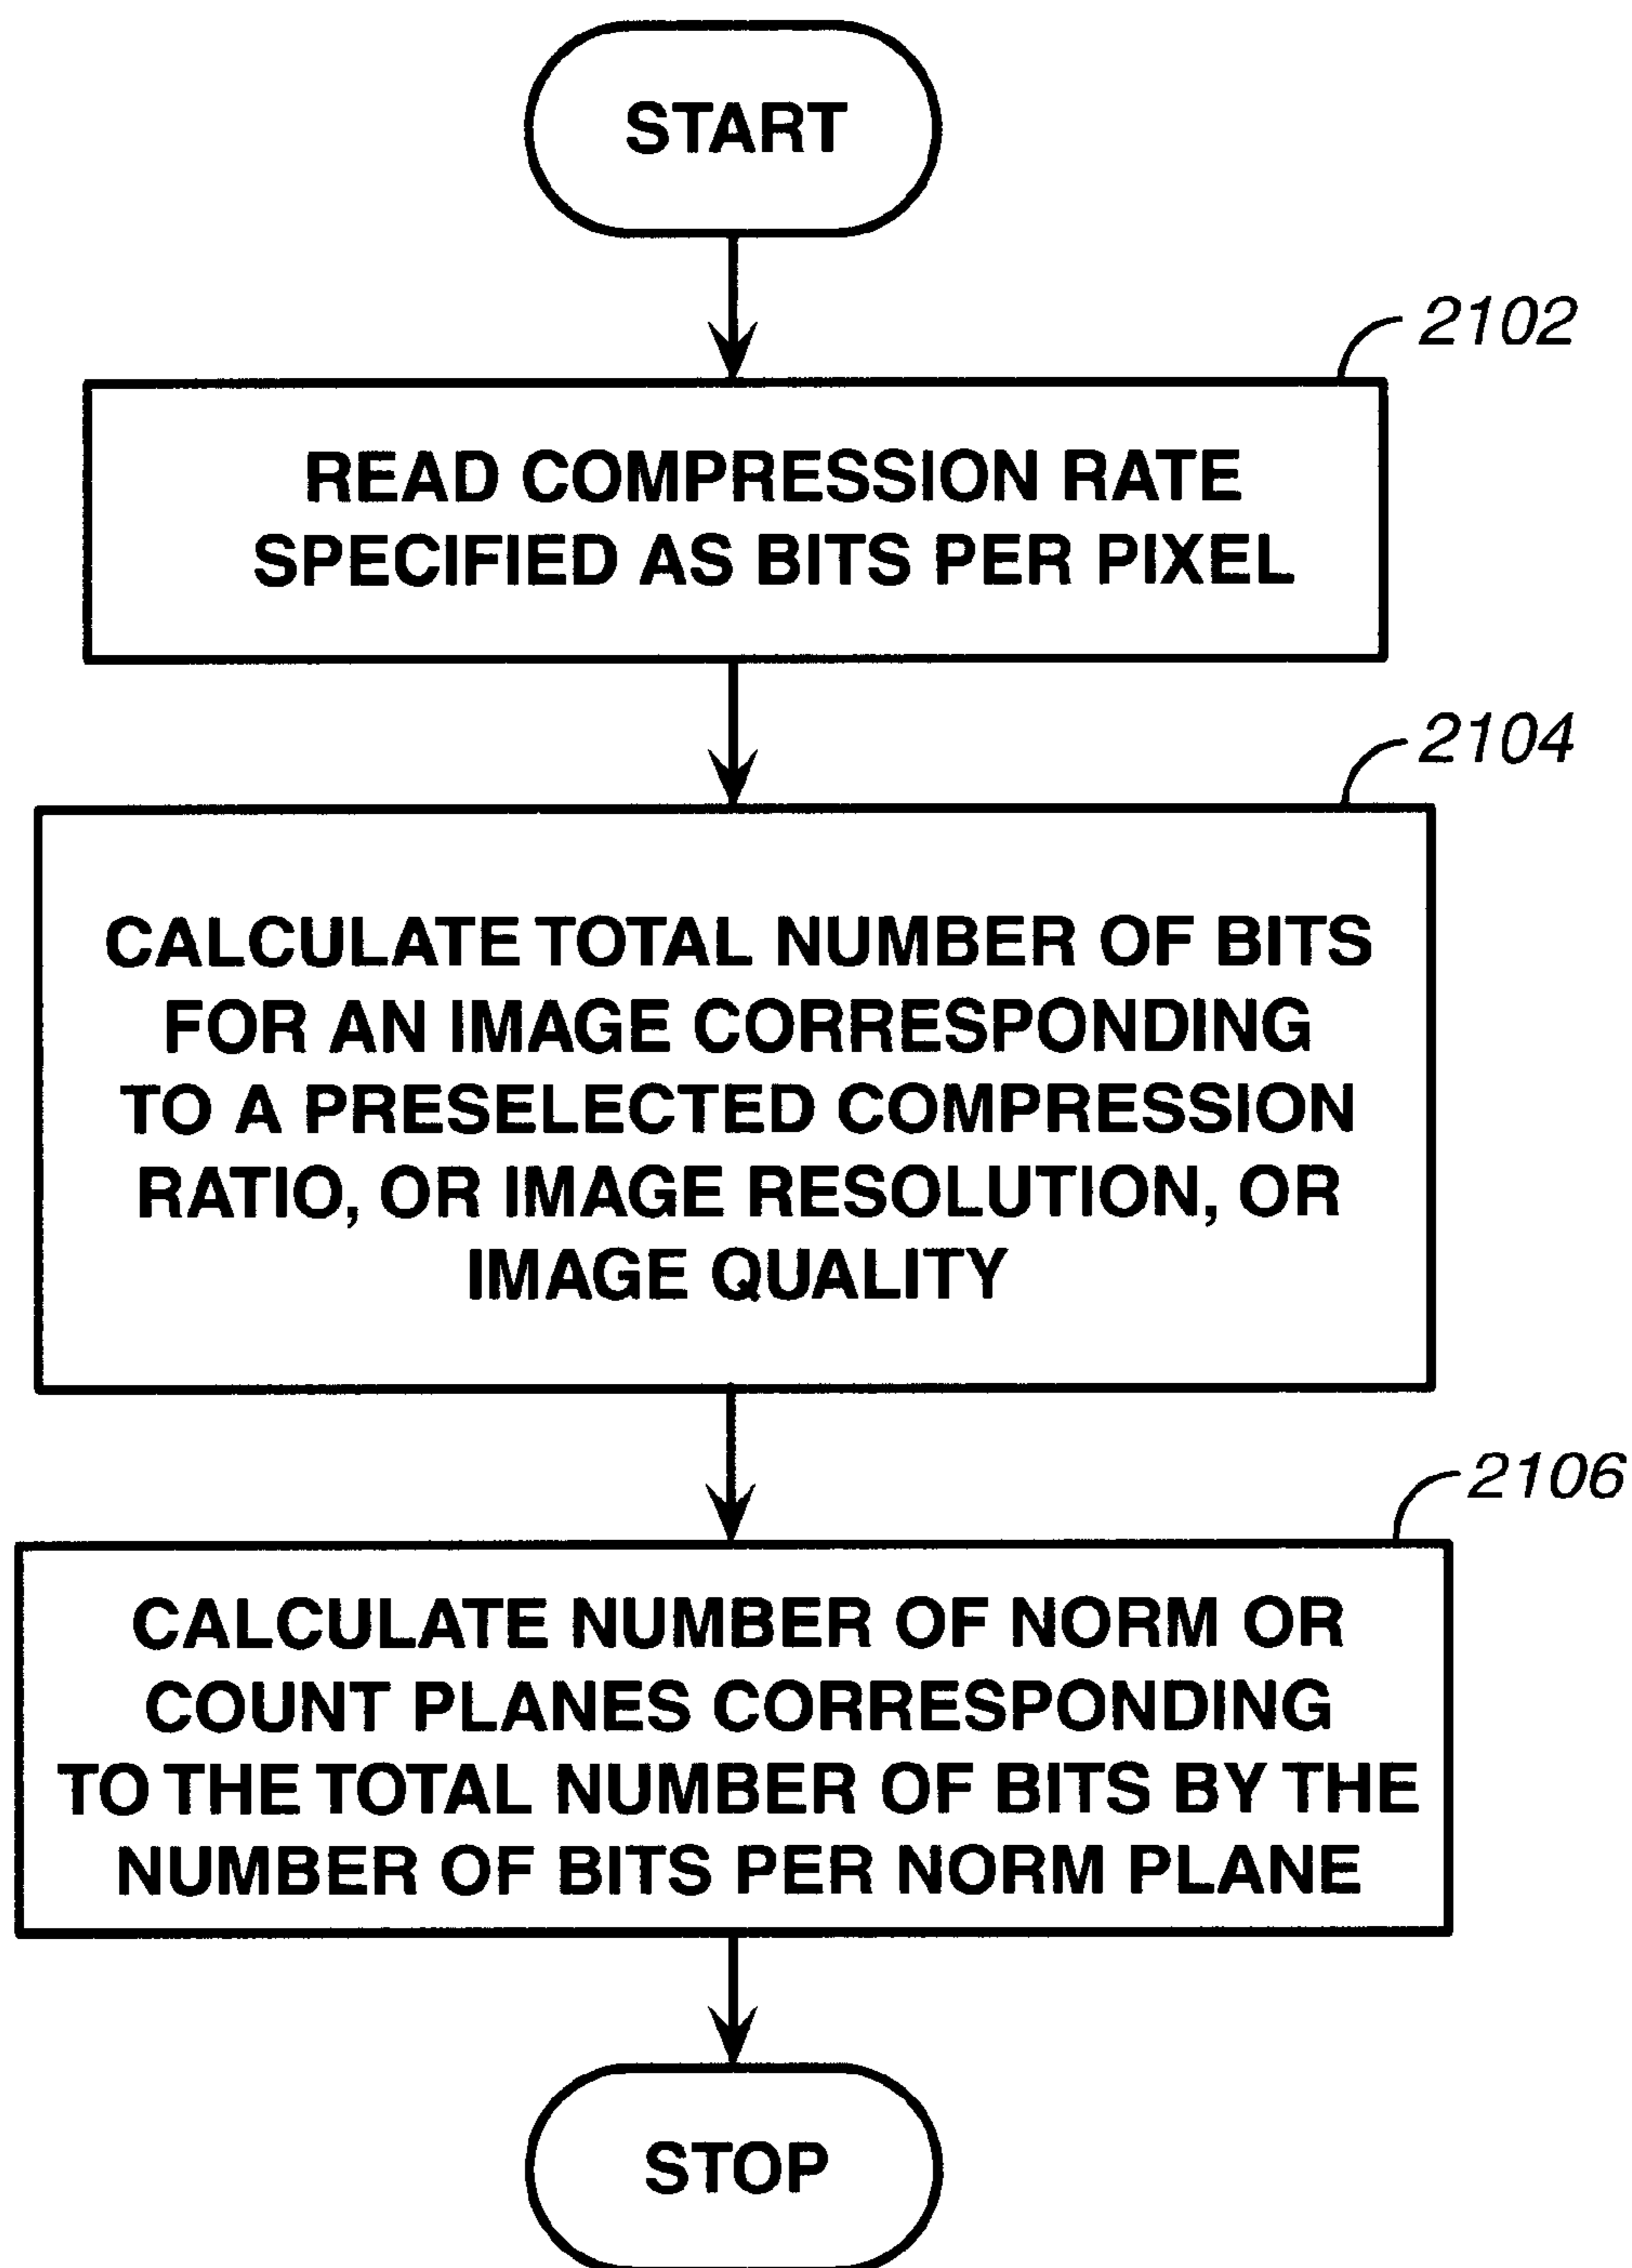 START
2102
READ COMPRESSION RATE
SPECIFIED AS BITS PER PIXEL
2104
CALCULATE TOTAL NUMBER OF BITS
FOR AN IMAGE CORRESPONDING
TO A PRESELECTED COMPRESSION
RATIO, OR IMAGE RESOLUTION, OR
IMAGE QUALITY
2106
CALCULATE NUMBER OF NORM OR
COUNT PLANES CORRESPONDING
TO THE TOTAL NUMBER OF BITS BY THE
NUMBER OF BITS PER NORM PLANE
STOP